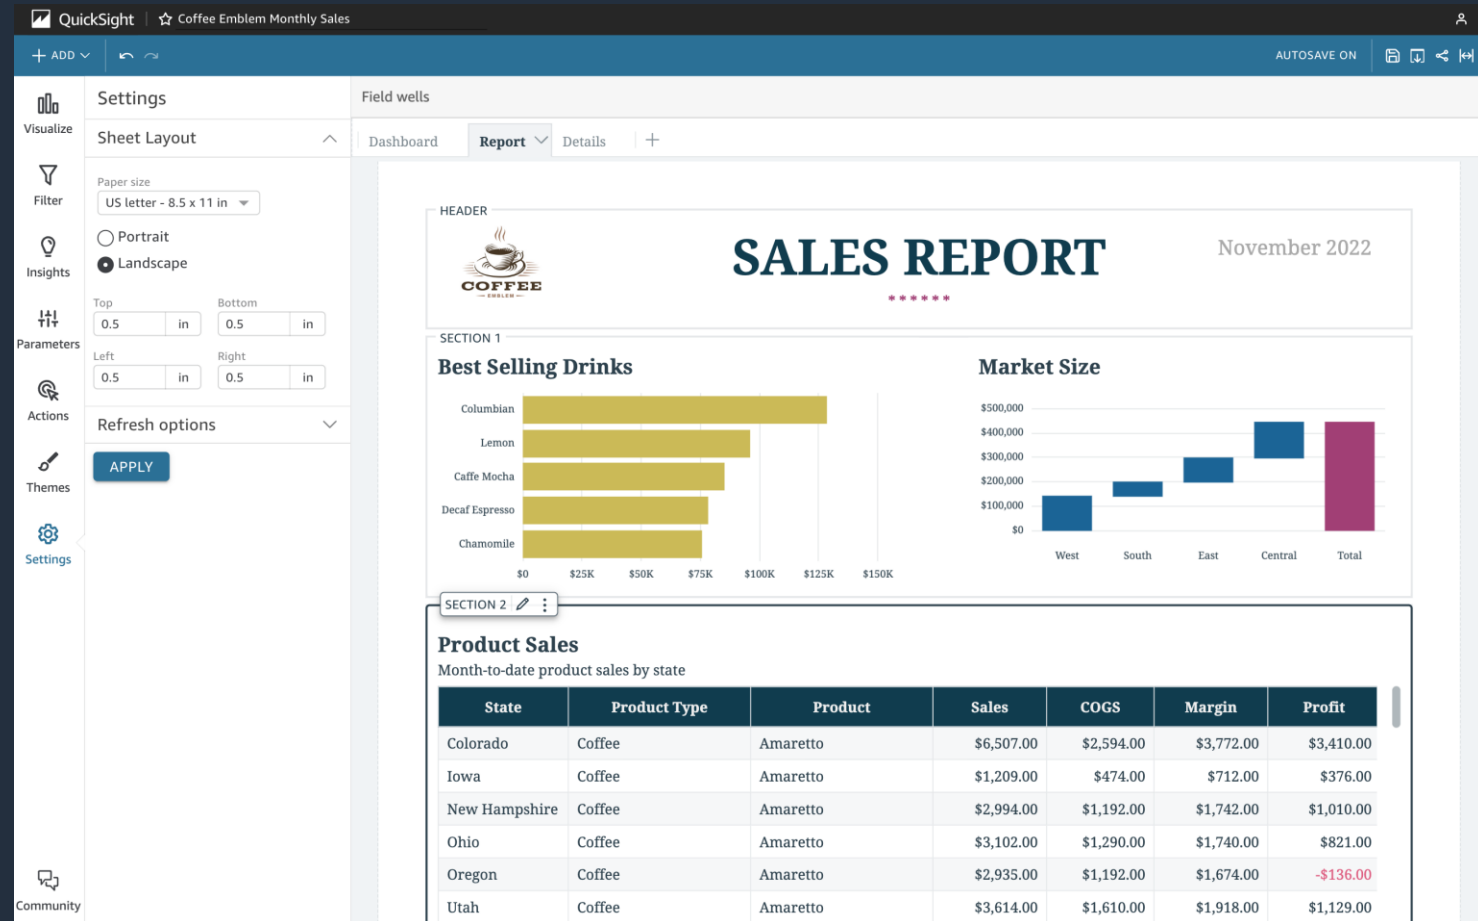 QuickSight
Coffee Emblem Monthly Sales
ADD
AUTOSAVE ON
Visualize
Filter
Insights
Parameters
Actions
Themes
Settings
Community
Settings
Sheet Layout
Paper size
US letter - 8.5 x 11 in
Portrait
Landscape
Top Bottom
0.5 in 0.5 in
Left Right
0.5 in 0.5 in
Refresh options
APPLY
Field wells
Dashboard Report Details
HEADER
COFFEE
EMBLEM
SALES REPORT
******
November 2022
SECTION 1
Best Selling Drinks
Columbian
Lemon
Caffe Mocha
Decaf Espresso
Chamomile
$0 $25K $50K $75K $100K $125K $150K
Market Size
$500,000
$400,000
$300,000
$200,000
$100,000
$0
West South East Central Total
SECTION 2
Product Sales
Month-to-date product sales by state
State Product Type Product Sales COGS Margin Profit
Colorado Coffee Amaretto $6,507.00 $2,594.00 $3,772.00 $3,410.00
Iowa Coffee Amaretto $1,209.00 $474.00 $712.00 $376.00
New Hampshire Coffee Amaretto $2,994.00 $1,192.00 $1,742.00 $1,010.00
Ohio Coffee Amaretto $3,102.00 $1,290.00 $1,740.00 $821.00
Oregon Coffee Amaretto $2,935.00 $1,192.00 $1,674.00 -$136.00
Utah Coffee Amaretto $3,614.00 $1,610.00 $1,918.00 $1,129.00